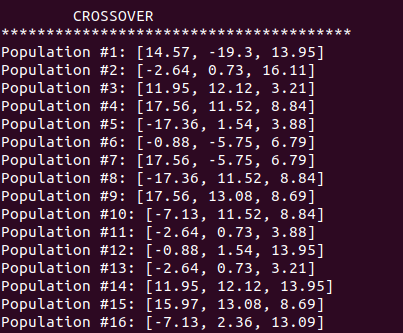 CROSSOVER
***************************************
Population #1: [14.57, -19.3, 13.95]
Population #2: [-2.64, 0.73, 16.11]
Population #3: [11.95, 12.12, 3.21]
Population #4: [17.56, 11.52, 8.84]
Population #5: [-17.36, 1.54, 3.88]
Population #6: [-0.88, -5.75, 6.79]
Population #7: [17.56, -5.75, 6.79]
Population #8: [-17.36, 11.52, 8.84]
Population #9: [17.56, 13.08, 8.69]
Population #10: [-7.13, 11.52, 8.84]
Population #11: [-2.64, 0.73, 3.88]
Population #12: [-0.88, 1.54, 13.95]
Population #13: [-2.64, 0.73, 3.21]
Population #14: [11.95, 12.12, 13.95]
Population #15: [15.97, 13.08, 8.69]
Population #16: [-7.13, 2.36, 13.09]